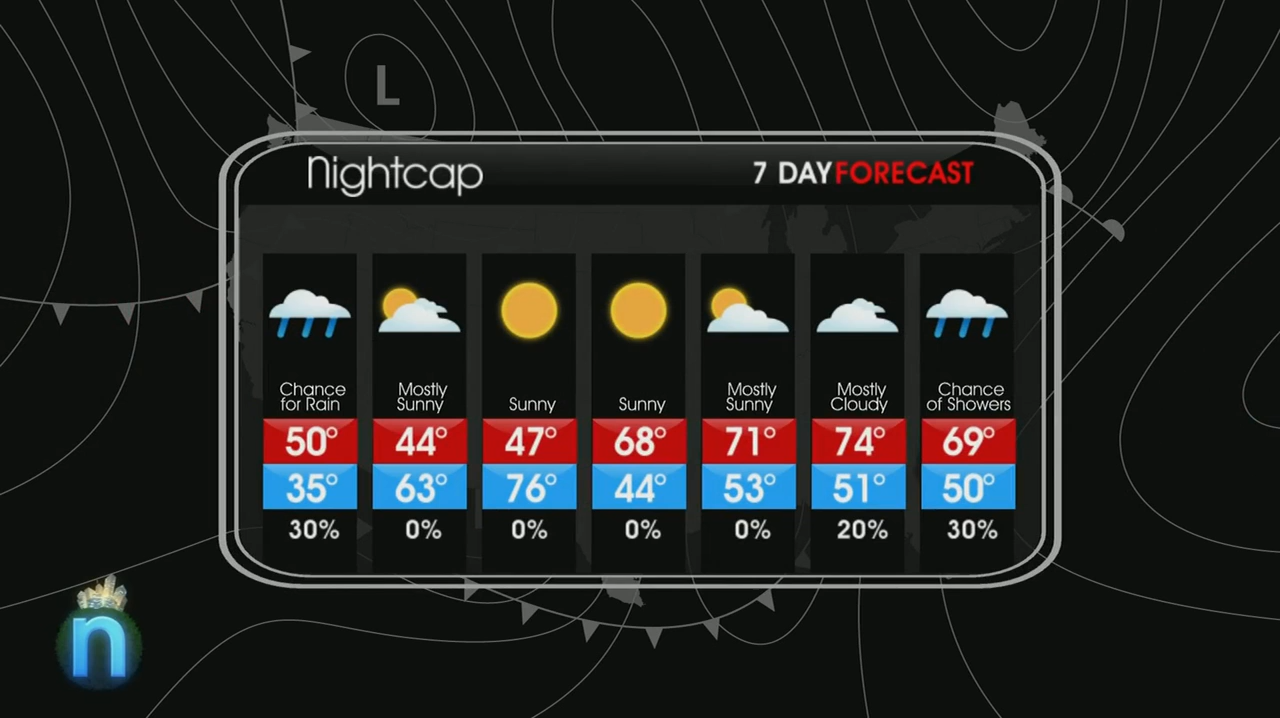 L
Nightcap
7 DAY FORECAST
Chance
for Rain
50°
35°
30%
Mostly
Sunny
44°
63°
0%
Sunny
47°
76°
0%
Sunny
68°
44°
0%
Mostly
Sunny
71°
53°
0%
Mostly
Cloudy
74°
51°
20%
Chance
of Showers
69°
50°
30%
n